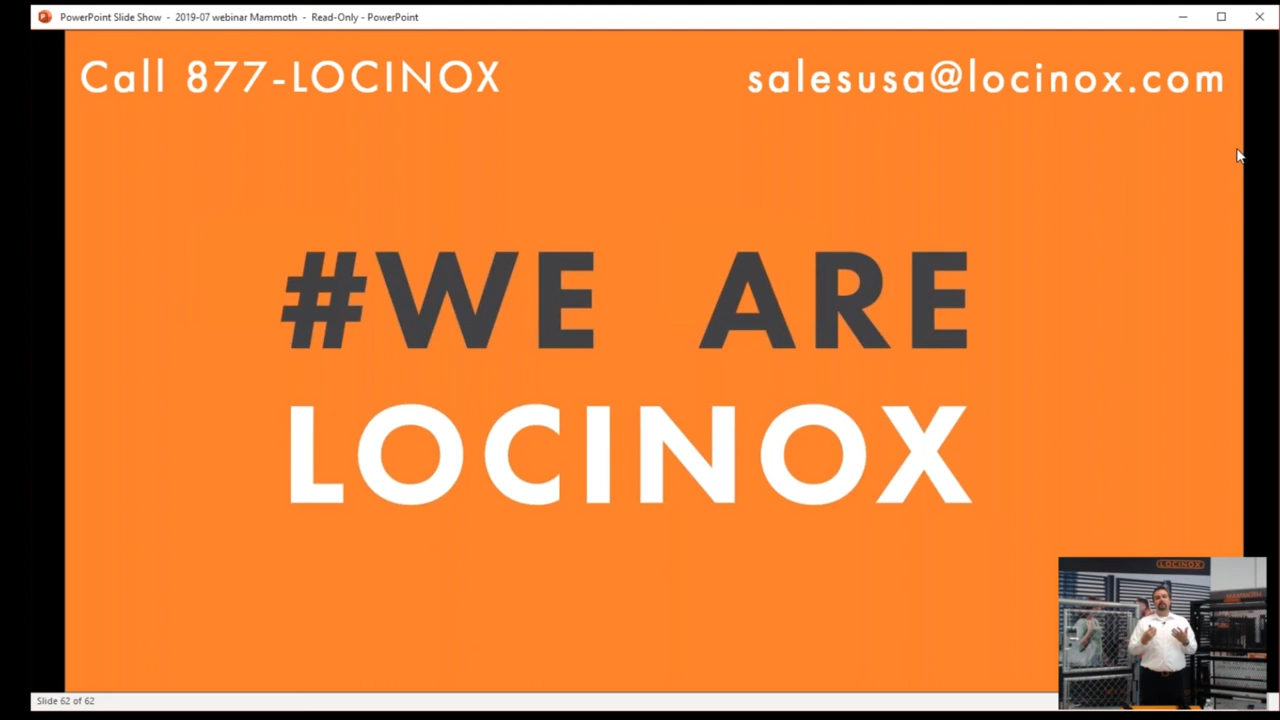 PowerPoint Slide Show - 2019-07 webinar Mammoth - Read-Only - PowerPoint
Call 877-LOCINOX
salesusa@locinox.com
#WE ARE
LOCINOX
LOCINOX
MAMMOTH
Slide 62 of 62